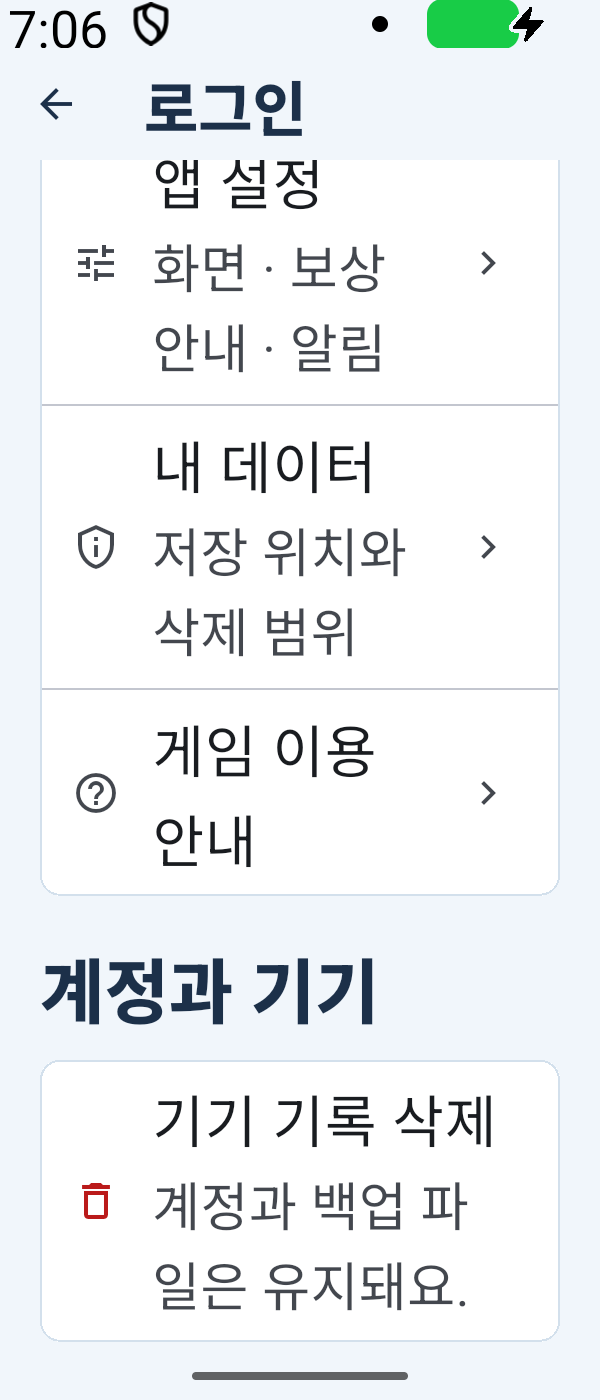 7:06
로그인
앱 설정
화면 · 보상
안내 · 알림
내 데이터
저장 위치와
삭제 범위
게임 이용
안내
계정과 기기
기기 기록 삭제
계정과 백업 파
일은 유지돼요.